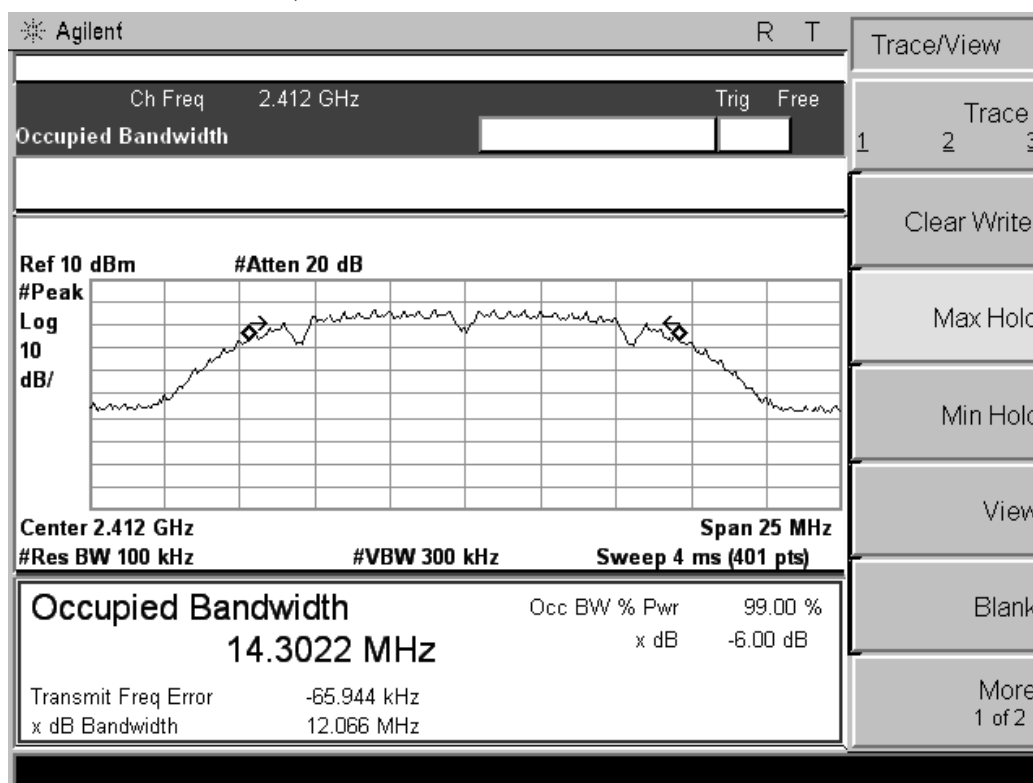 Agilent R T
Trace/View
Ch Freq 2.412 GHz Trig Free
Occupied Bandwidth
Trace
1 2 3
Clear Write
Max Hold
Min Hold
View
Blank
More
1 of 2
Ref 10 dBm #Atten 20 dB
#Peak
Log
10
dB/
Center 2.412 GHz Span 25 MHz
#Res BW 100 kHz #VBW 300 kHz Sweep 4 ms (401 pts)
Occupied Bandwidth Occ BW % Pwr 99.00 %
14.3022 MHz x dB -6.00 dB
Transmit Freq Error -65.944 kHz
x dB Bandwidth 12.066 MHz